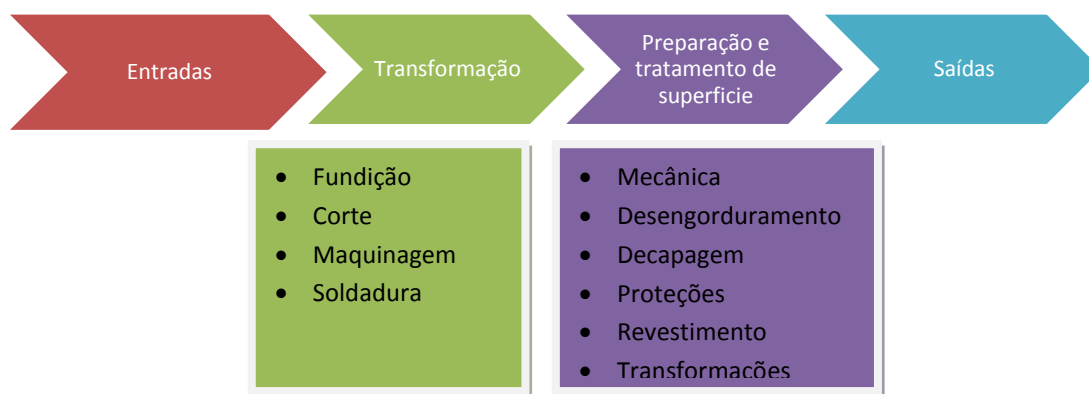 Entradas
Transformação
Preparação e
tratamento de
superficie
Saídas
• Fundição
• Corte
• Maquinagem
• Soldadura
• Mecânica
• Desengorduramento
• Decapagem
• Proteções
• Revestimento
• Transformações